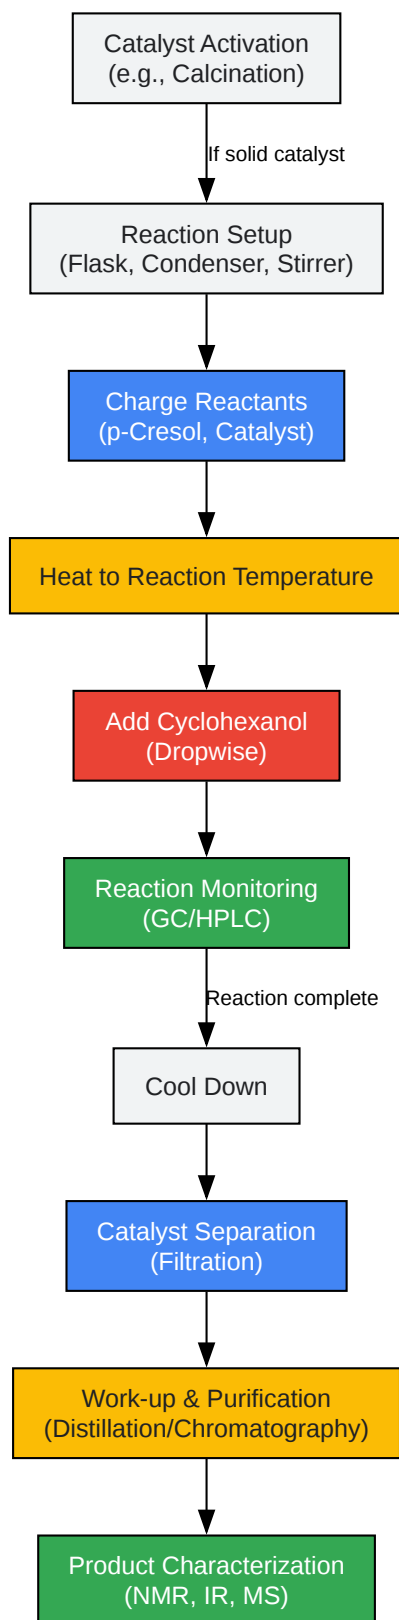 Catalyst Activation
(e.g., Calcination)
If solid catalyst
Reaction Setup
(Flask, Condenser, Stirrer)
Charge Reactants
(p-Cresol, Catalyst)
Heat to Reaction Temperature
Add Cyclohexanol
(Dropwise)
Reaction Monitoring
(GC/HPLC)
Reaction complete
Cool Down
Catalyst Separation
(Filtration)
Work-up & Purification
(Distillation/Chromatography)
Product Characterization
(NMR, IR, MS)